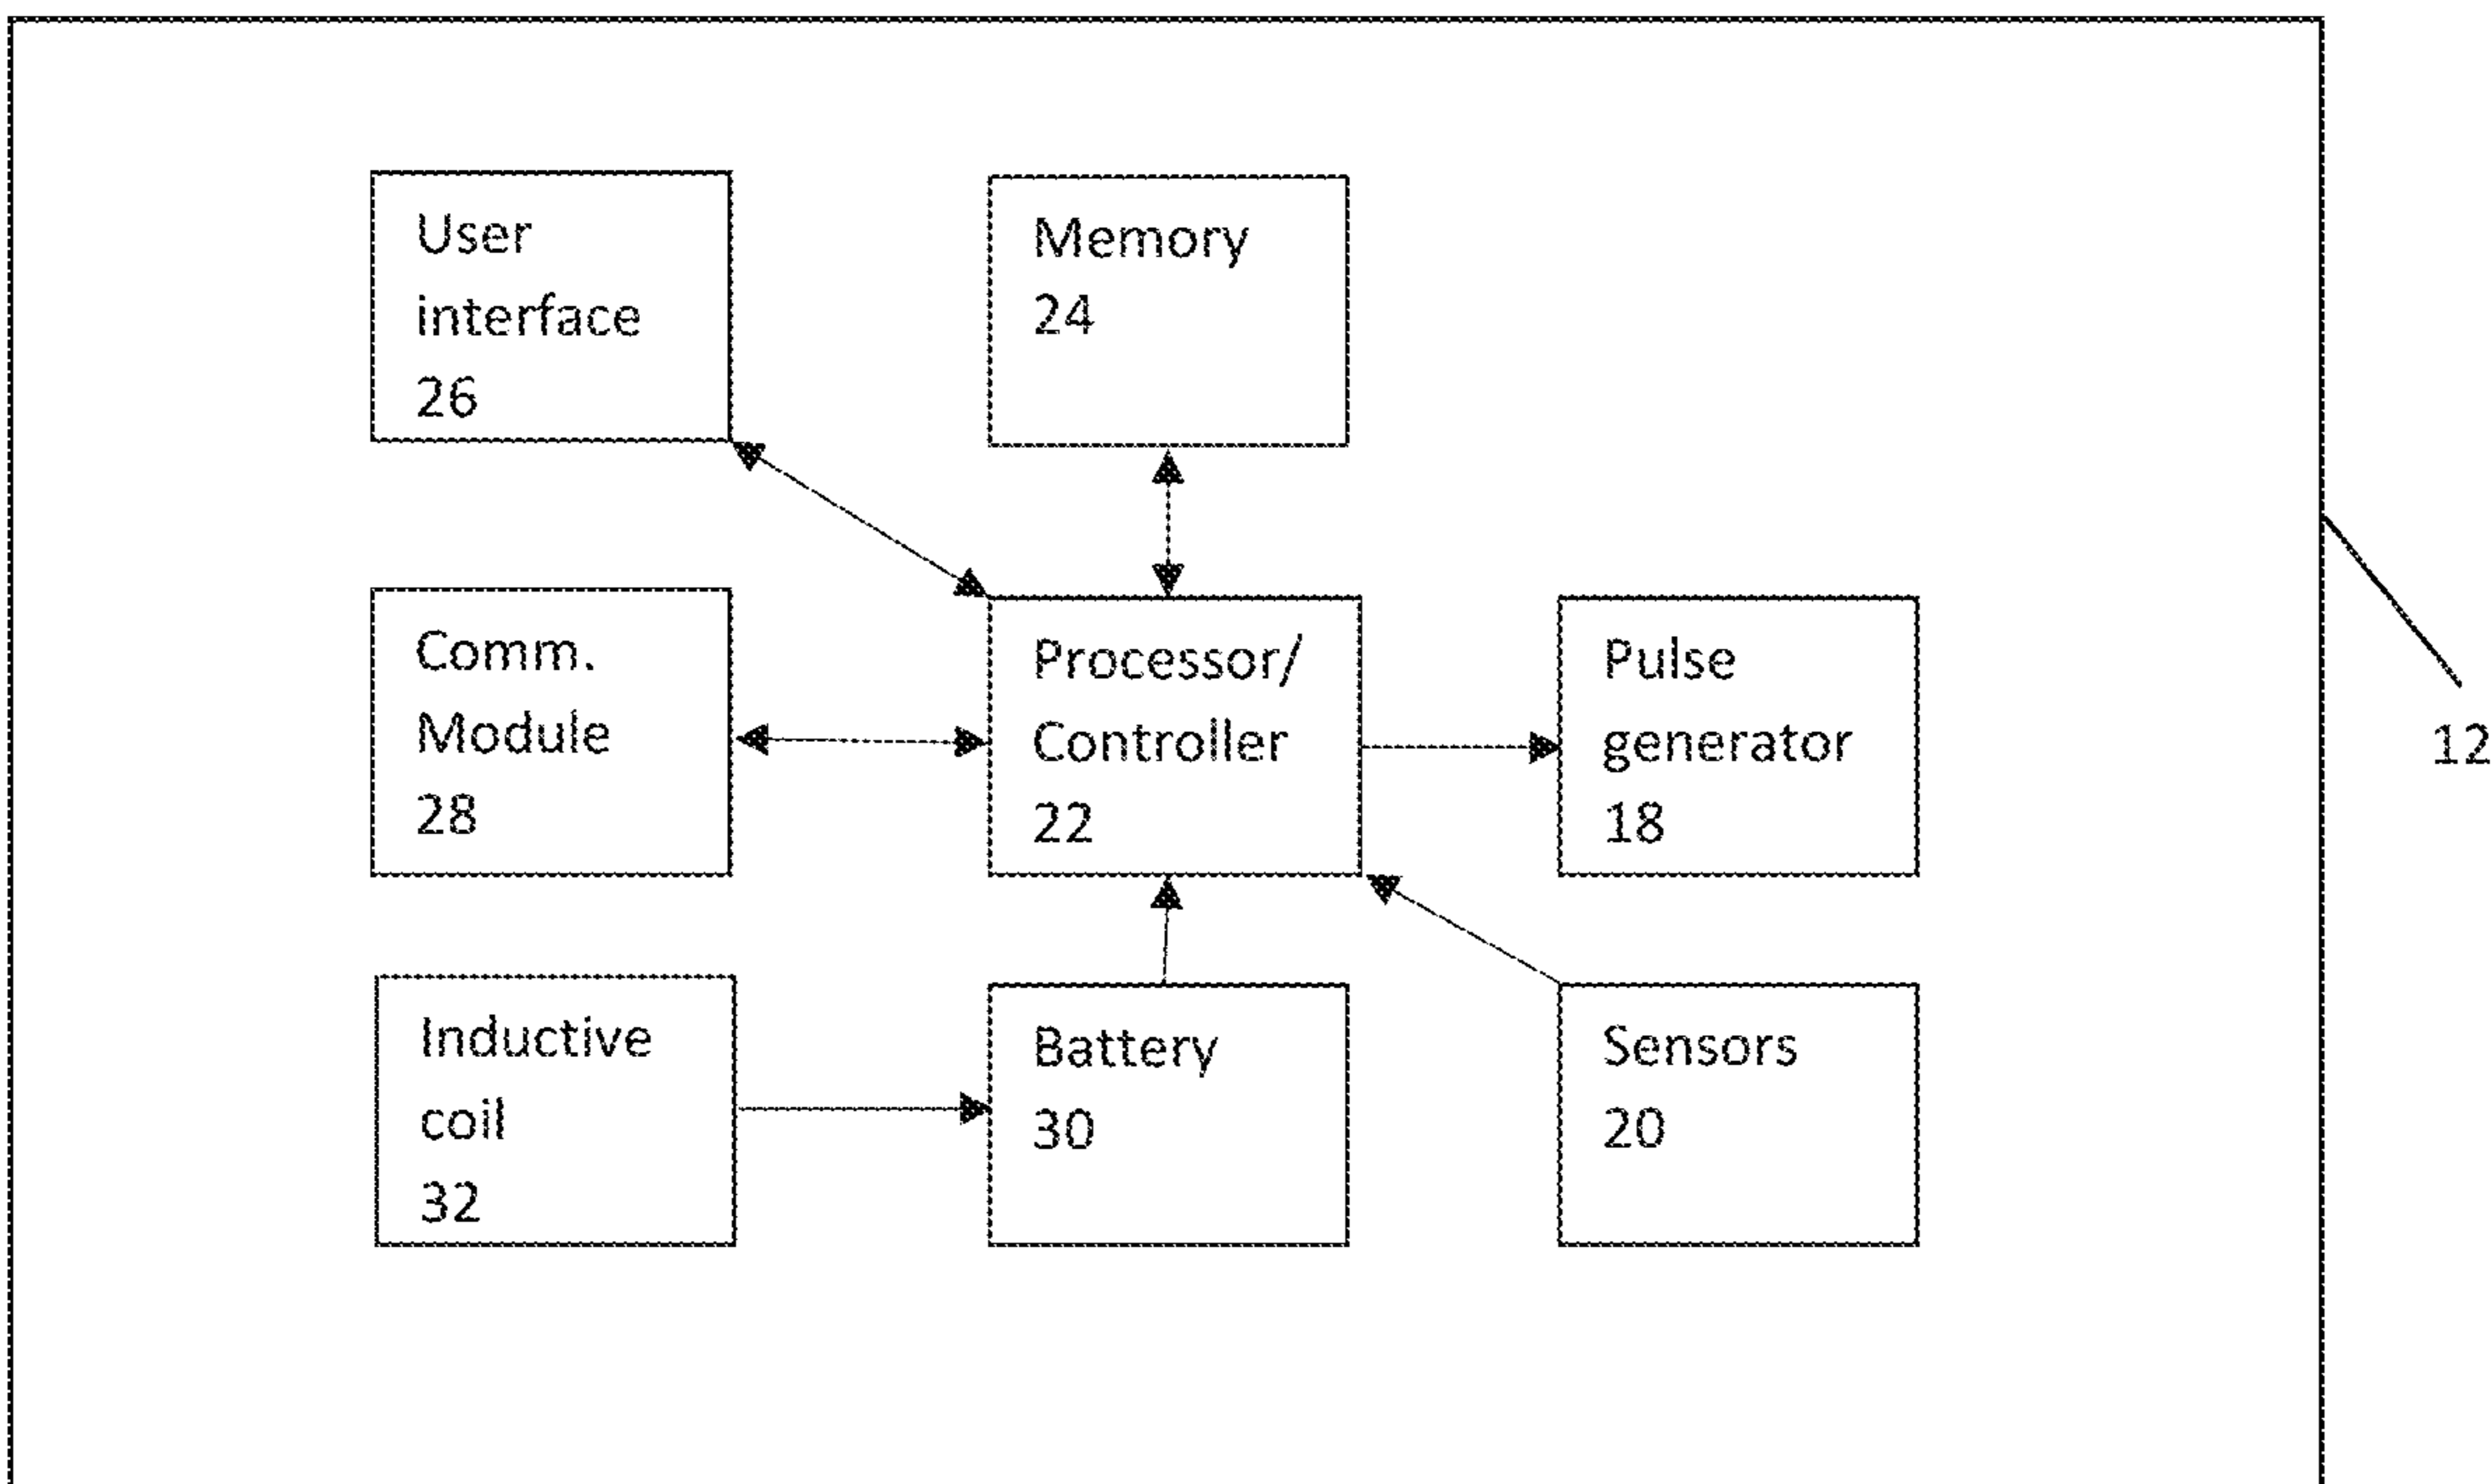 User
interface
26
Memory
24
Comm.
Module
28
Processor/
Controller
22
Pulse
generator
18
12
Inductive
coil
32
Battery
30
Sensors
20